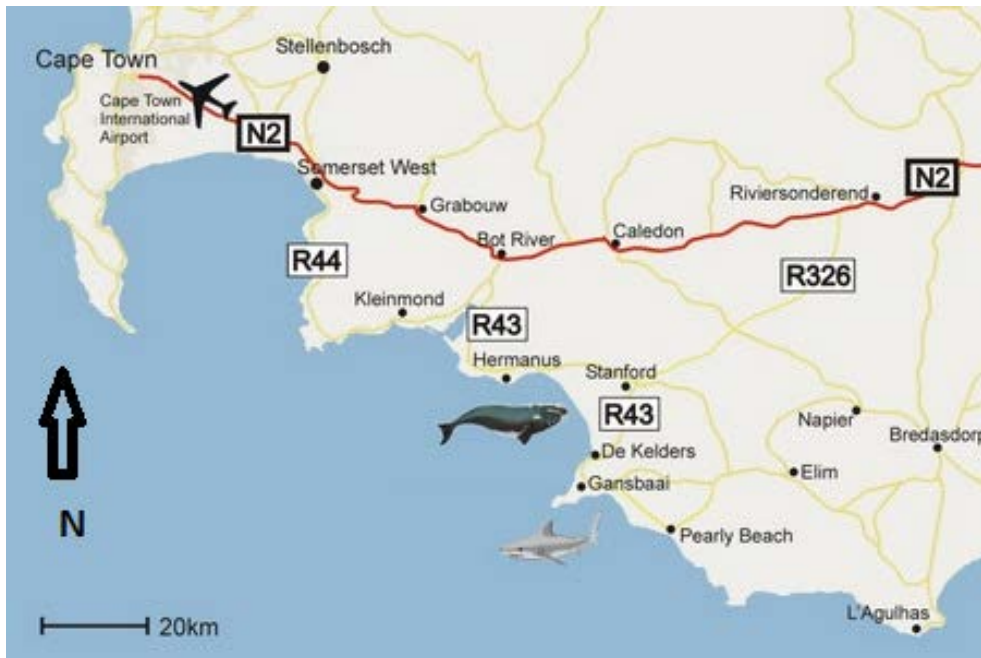 Stellenbosch
Cape Town
Cape Town
International
Airport
N2
Somerset West
Riviersonderend
N2
Grabouw
Bot River
Caledon
R44
R326
Kleinmond
R43
Hermanus
Stanford
R43
Napier
Bredasdorp
De Kelders
Elim
Gansbaai
N
Pearly Beach
L'Agulhas
20km